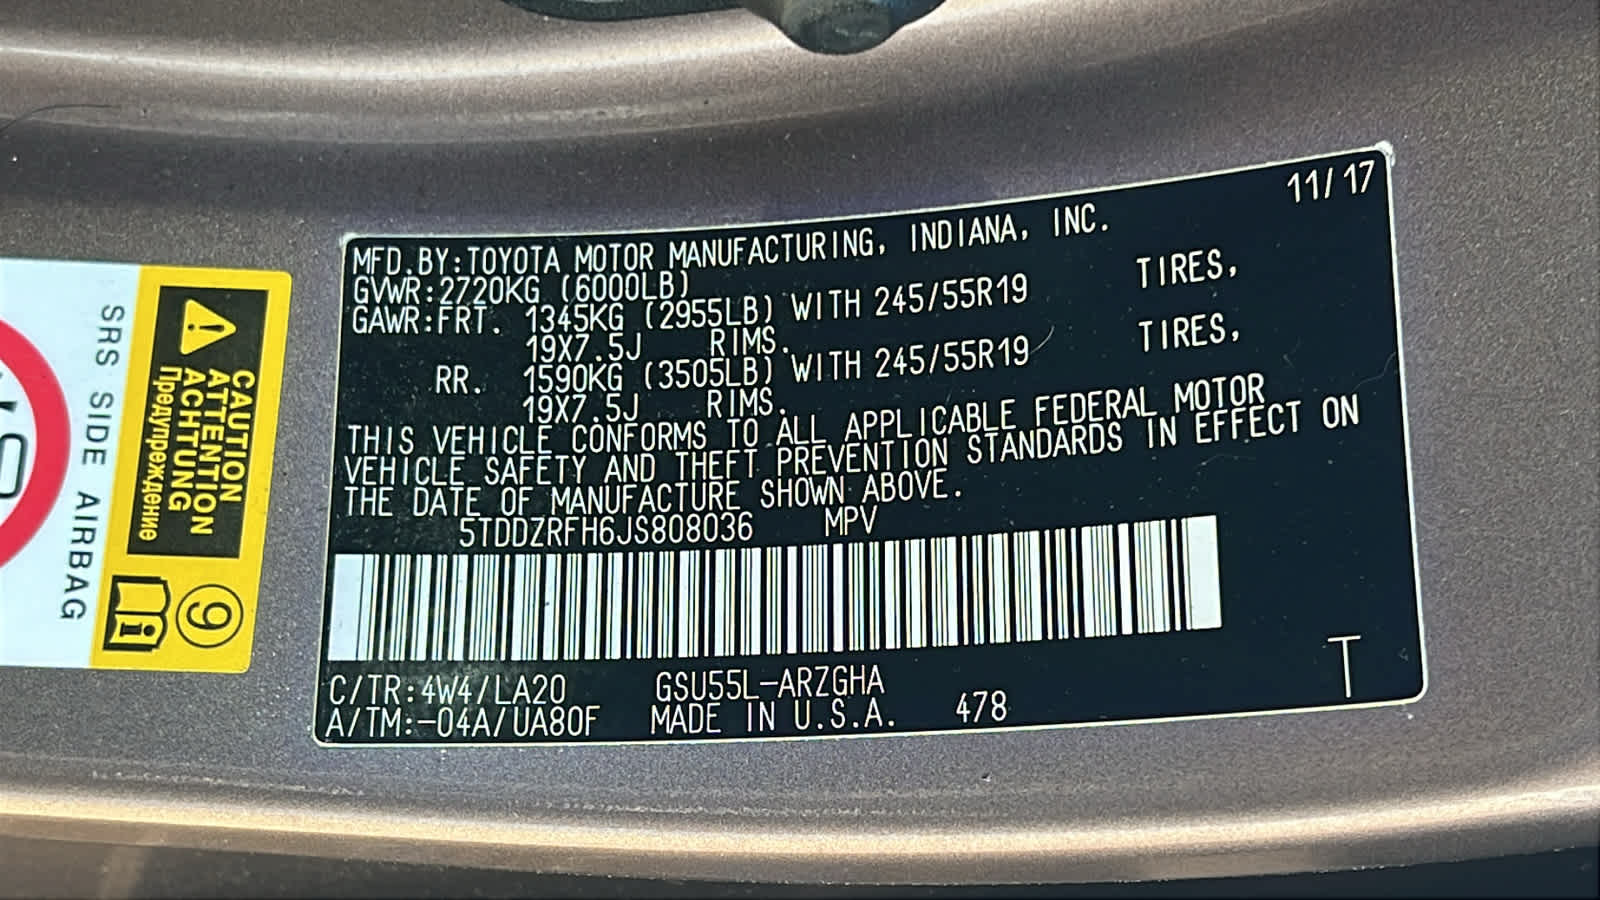 11/17
MFD.BY:TOYOTA MOTOR MANUFACTURING, INDIANA, INC.
GVWR:2720KG (6000LB)
GAWR:FRT. 1345KG (2955LB) WITH 245/55R19 TIRES,
19X7.5J RIMS.
RR. 1590KG (3505LB) WITH 245/55R19 TIRES,
19X7.5J RIMS.
THIS VEHICLE CONFORMS TO ALL APPLICABLE FEDERAL MOTOR
VEHICLE SAFETY AND THEFT PREVENTION STANDARDS IN EFFECT ON
THE DATE OF MANUFACTURE SHOWN ABOVE.
5TDDZRFH6JS808036 MPV
C/TR:4W4/LA20 GSU55L-ARZGHA
A/TM:-04A/UA80F MADE IN U.S.A. 478
T
CAUTION
ATTENTION
ACHTUNG
Предупреждение
9
i
SRS SIDE AIRBAG